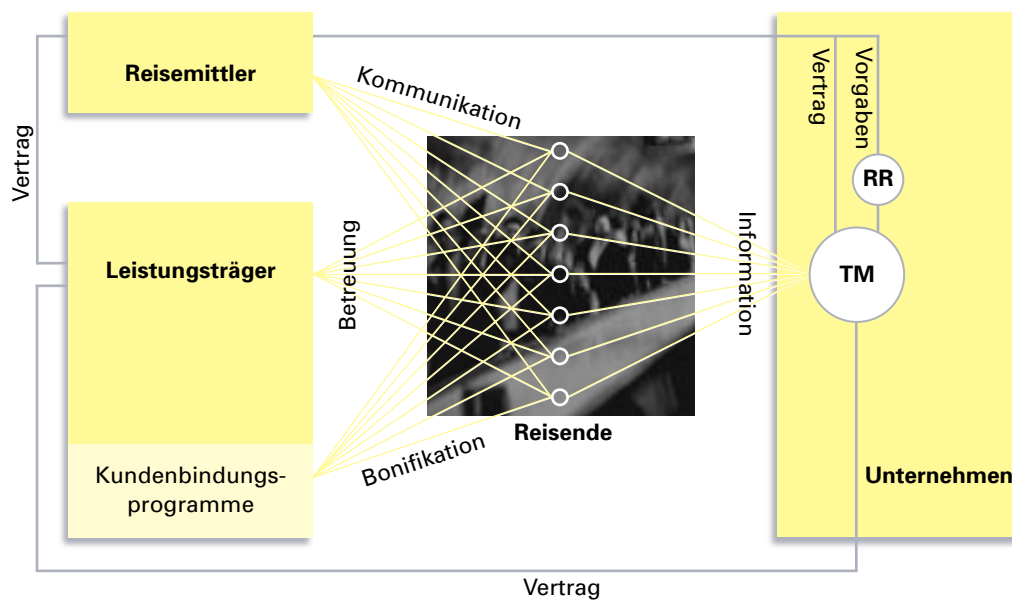 Reisemittler
Kommunikation
Vertrag
Vorgaben
Vertrag
RR
Leistungsträger
Betreuung
Information
TM
Reisende
Bonifikation
Kundenbindungs-
programme
Unternehmen
Vertrag